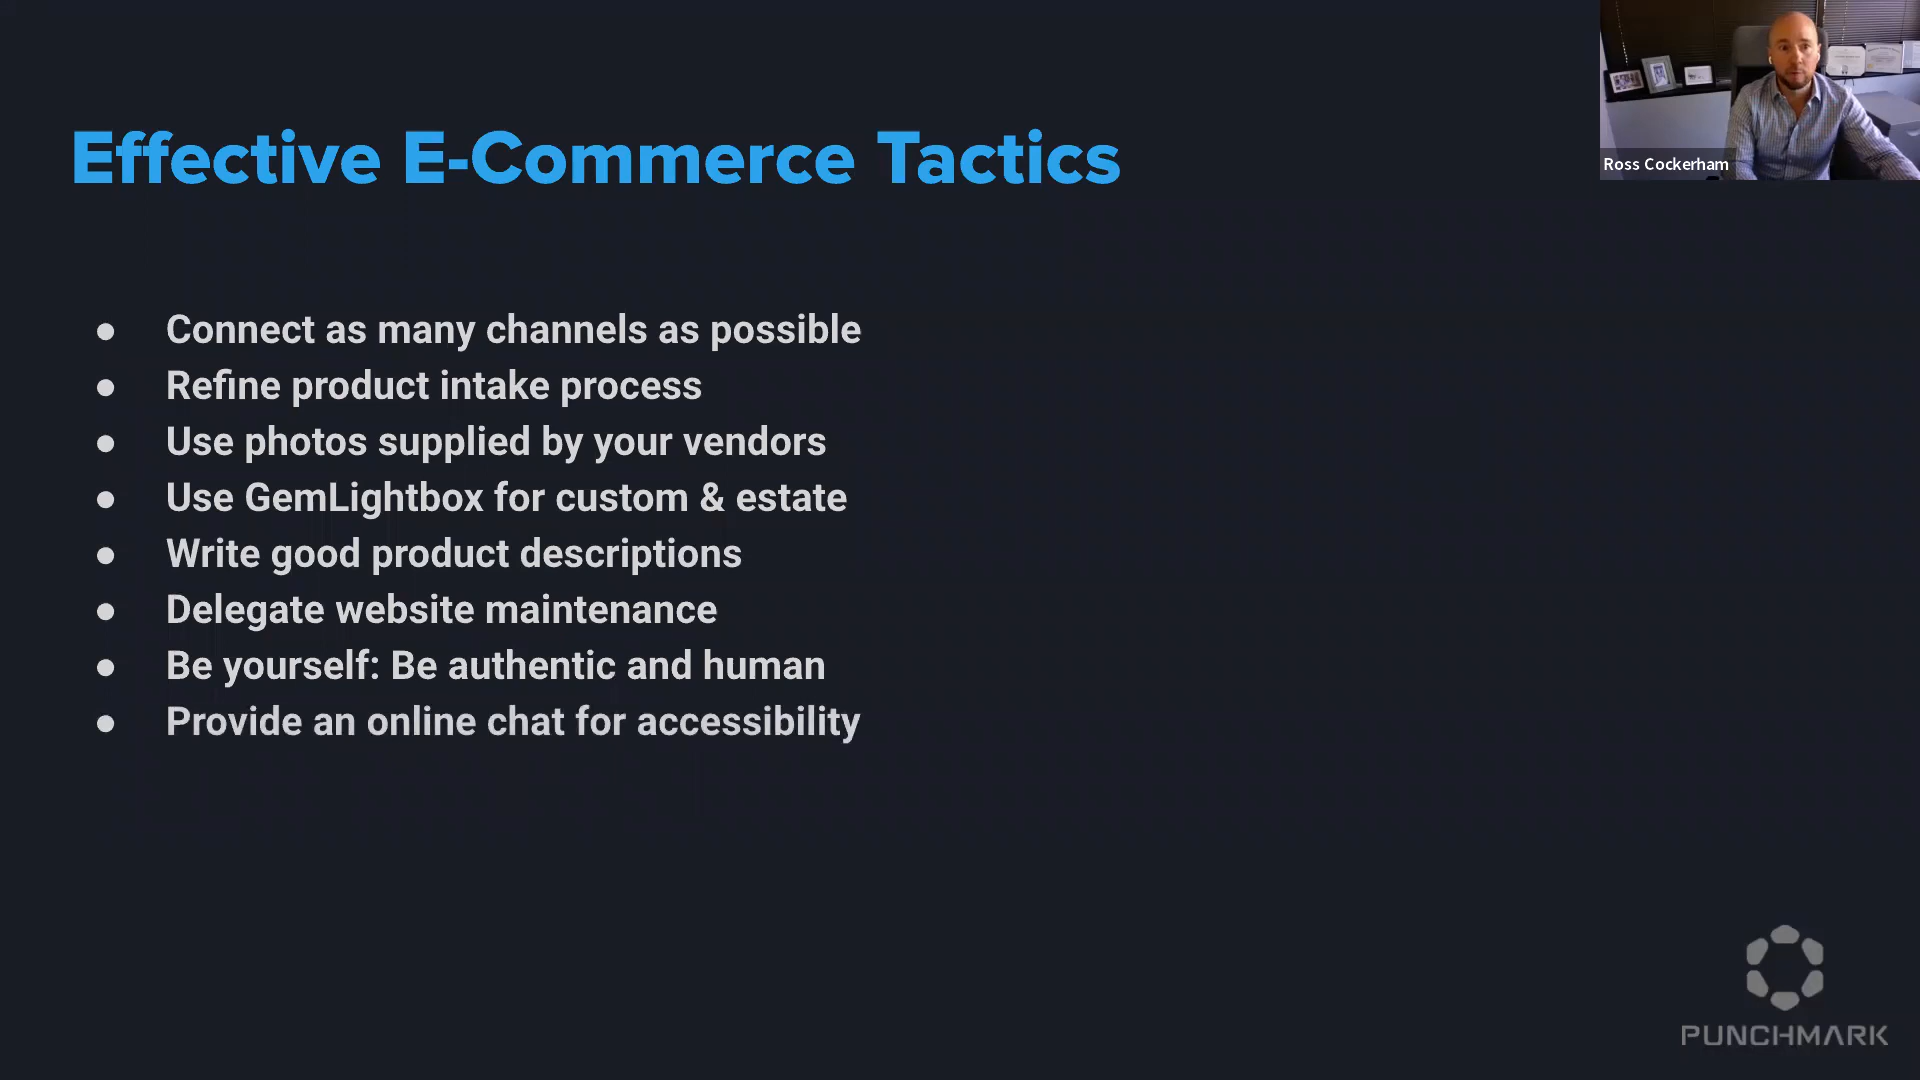 Effective E-Commerce Tactics
Ross Cockerham
● Connect as many channels as possible
● Refine product intake process
● Use photos supplied by your vendors
● Use GemLightbox for custom & estate
● Write good product descriptions
● Delegate website maintenance
● Be yourself: Be authentic and human
● Provide an online chat for accessibility
PUNCHMARK